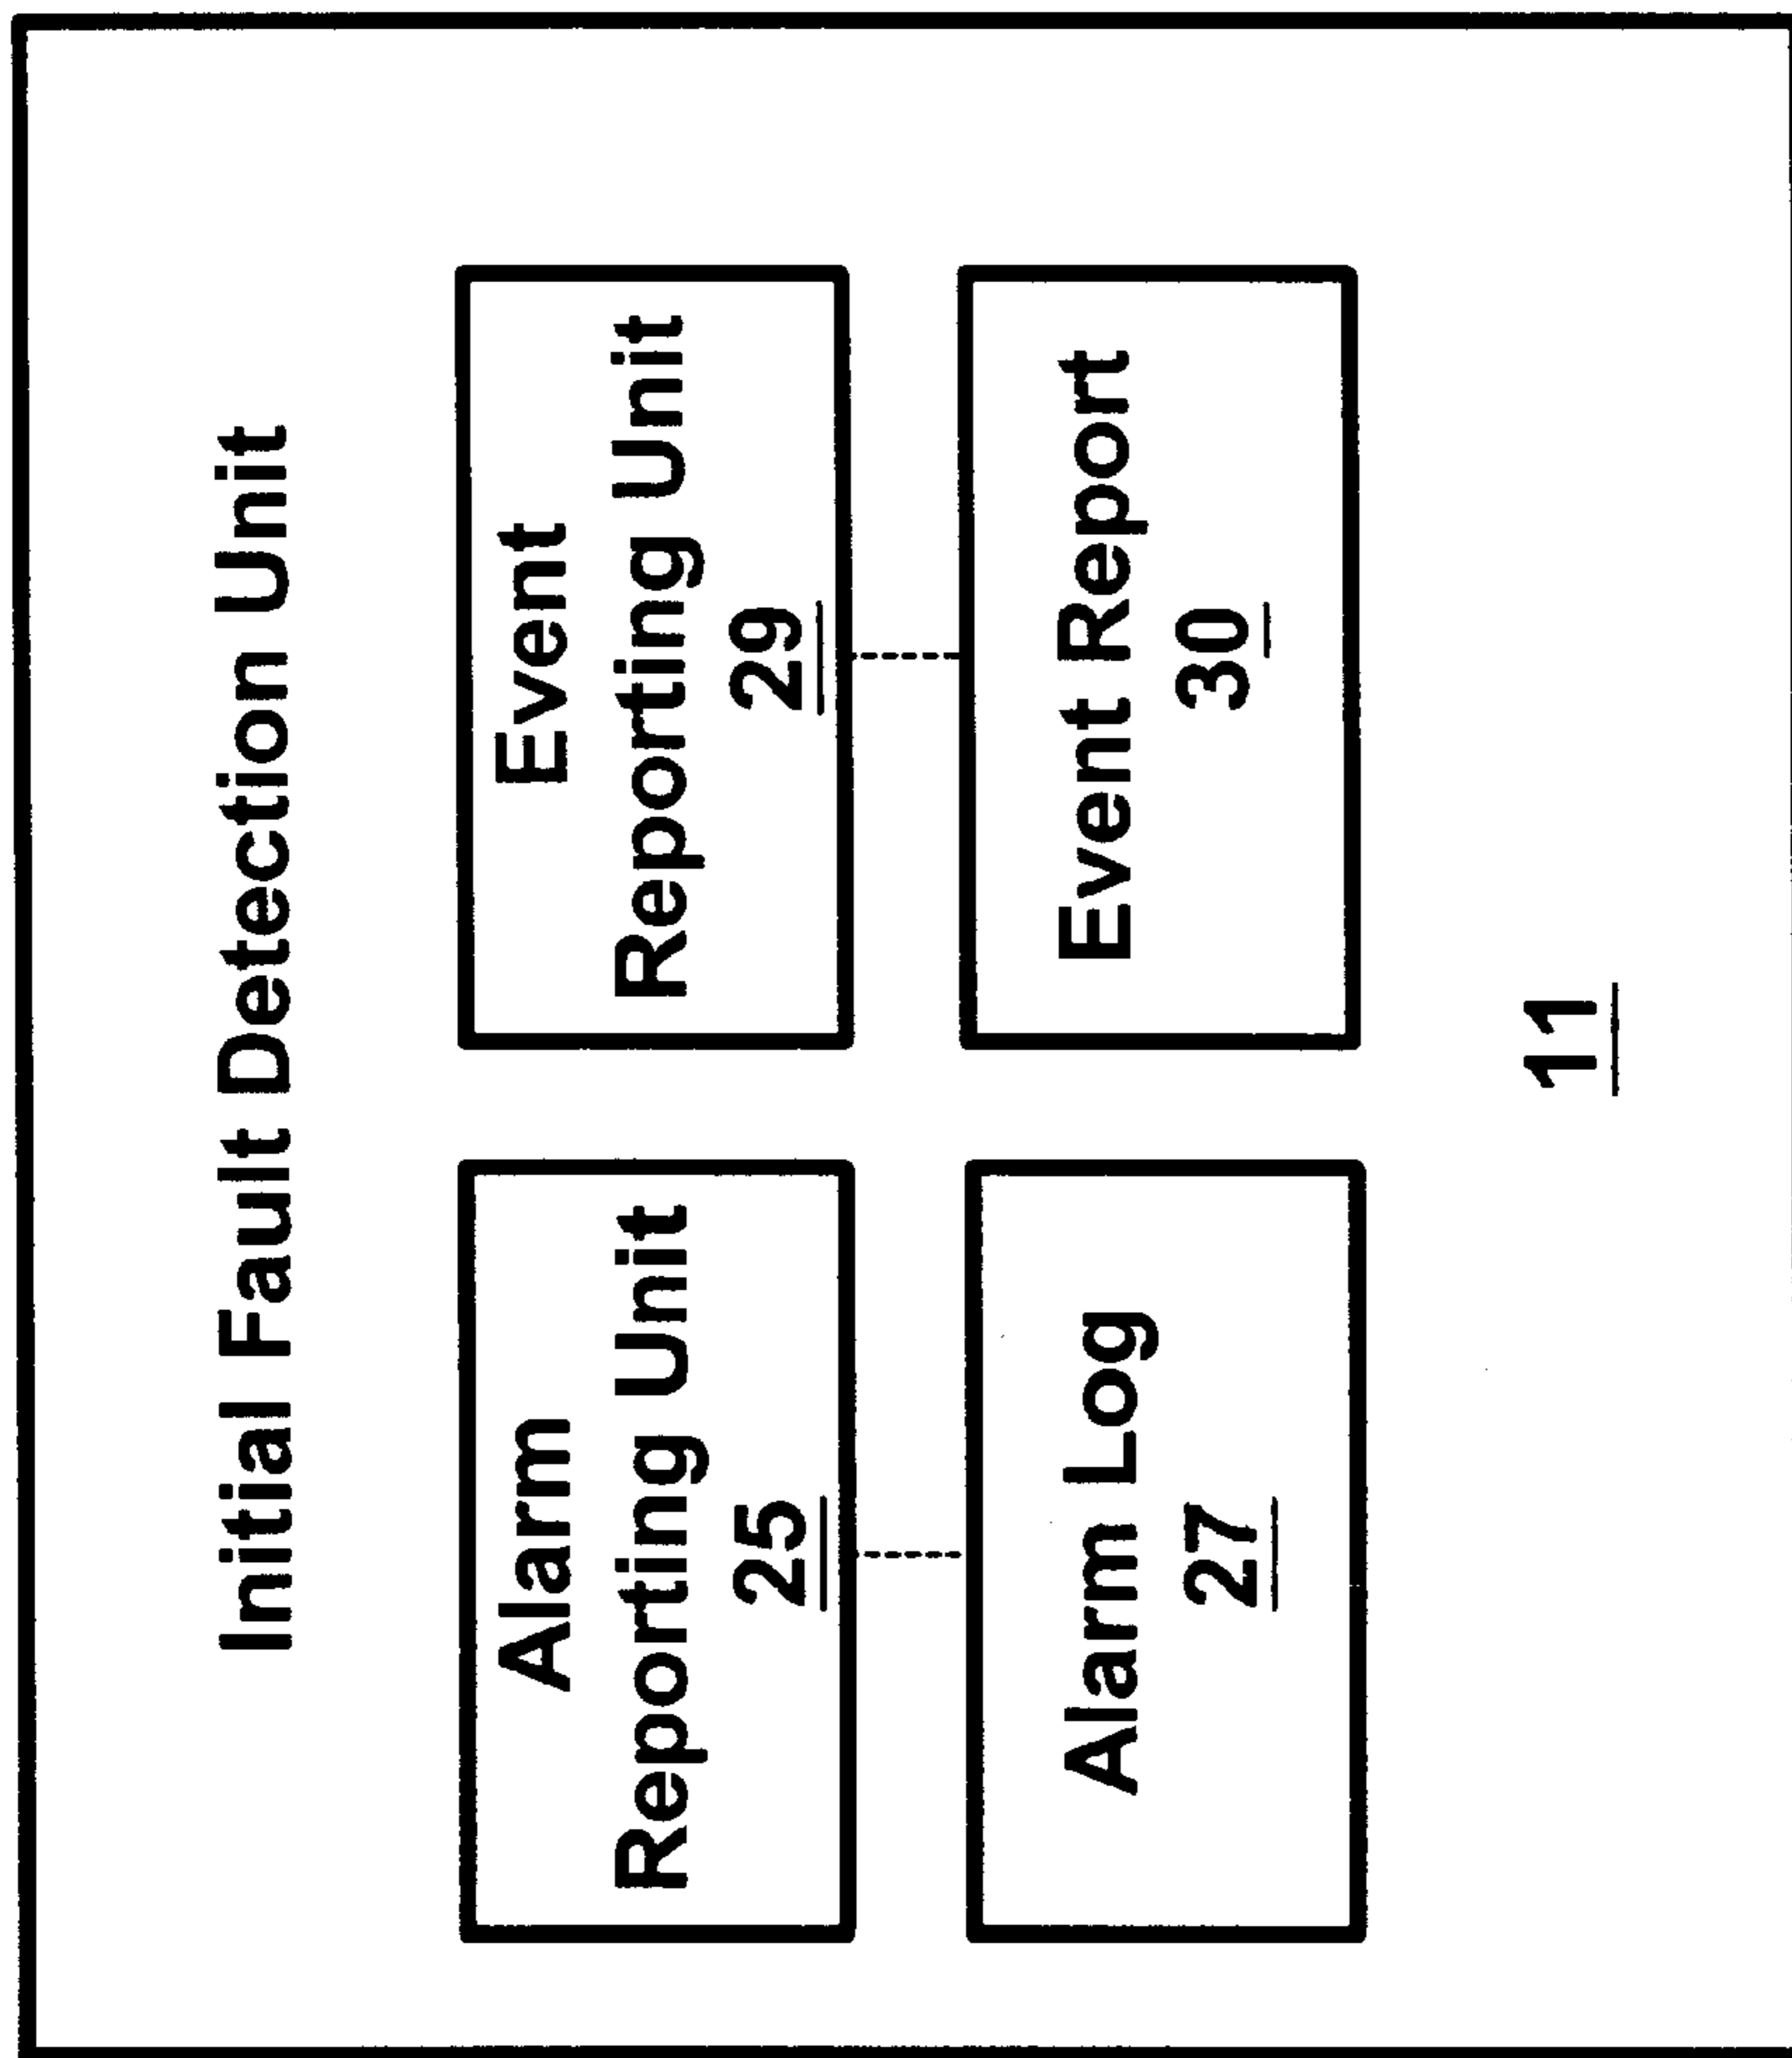 Initial Fault Detection Unit
Alarm
Reporting Unit
25
Event
Reporting Unit
29
Alarm Log
27
Event Report
30
11